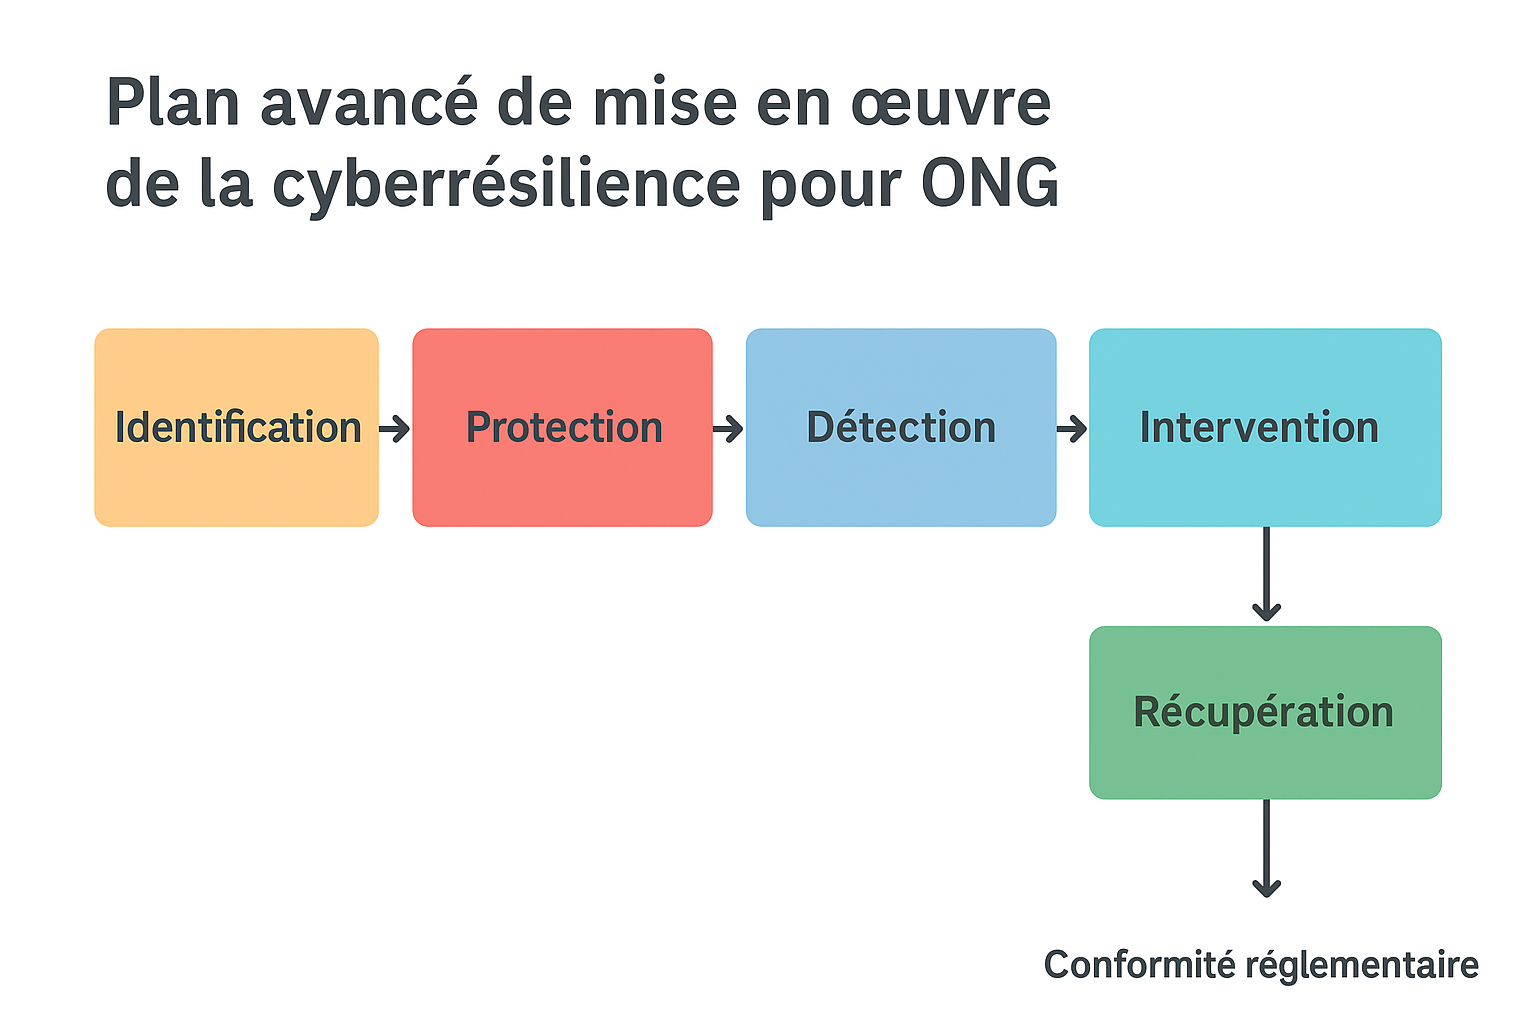 Plan avancé de mise en œuvre
de la cyberrésilience pour ONG
Identification
Protection
Détection
Intervention
Récupération
Conformité réglementaire